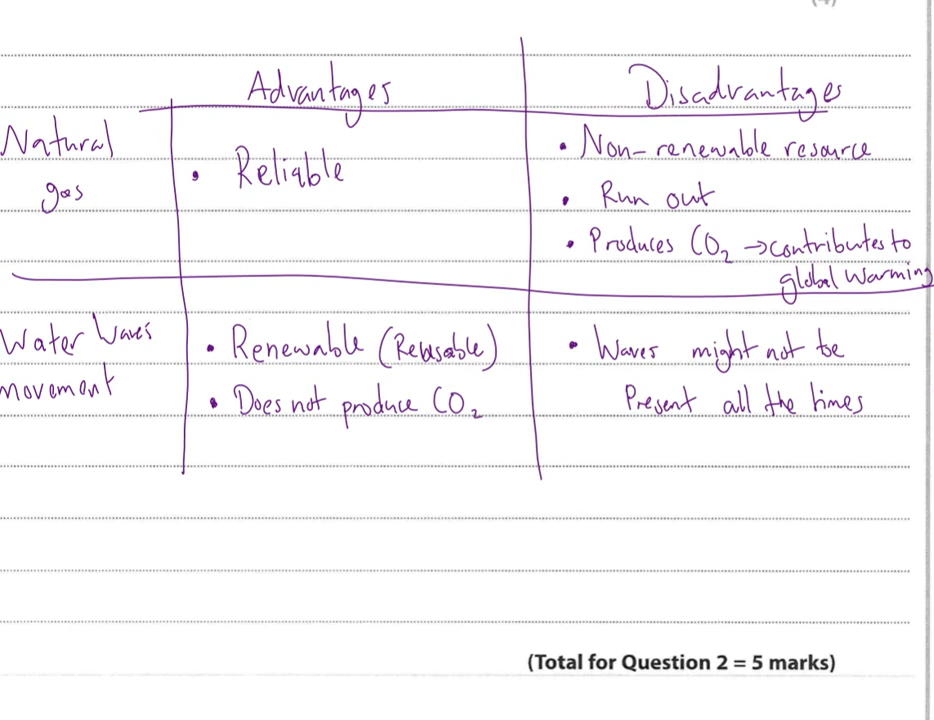 (4)
Advantages Disadvantages
Natural
gas
• Reliable
• Non-renewable resource
• Run out
• Produces CO₂ → contributes to
global warming
Water Waves
movement
• Renewable (Reusable)
• Does not produce CO₂
• Waves might not be
Present all the times
(Total for Question 2 = 5 marks)